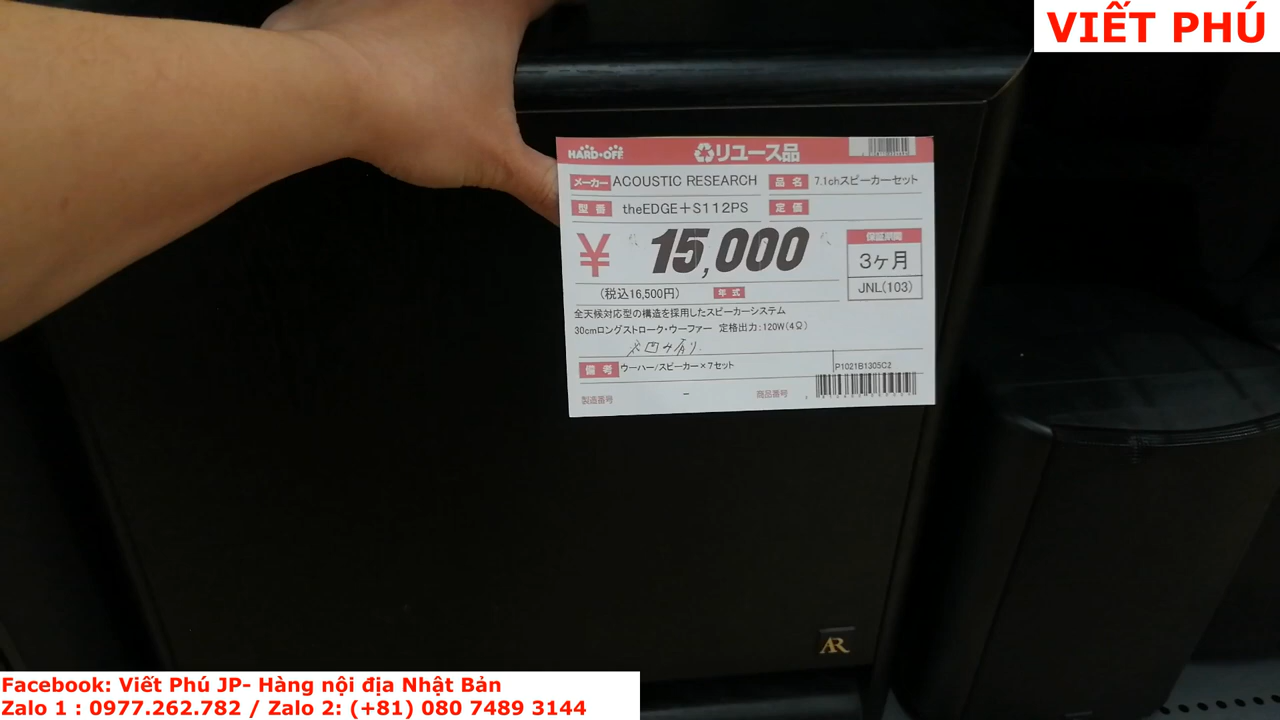 VIẾT PHÚ
HARD・OFF リユース品
メーカー ACOUSTIC RESEARCH 品名 7.1chスピーカーセット
型番 theEDGE＋S112PS 定価
¥ 15,000
保証期間
3ヶ月
JNL(103)
(税込16,500円) 年式
全天候対応型の構造を採用したスピーカーシステム
30cmロングストローク・ウーファー 定格出力：120W(4Ω)
備考 ウーハー/スピーカー×7セット P1021B1305C2
製造番号 － 商品番号
AR
Facebook: Viết Phú JP- Hàng nội địa Nhật Bản
Zalo 1 : 0977.262.782 / Zalo 2: (+81) 080 7489 3144